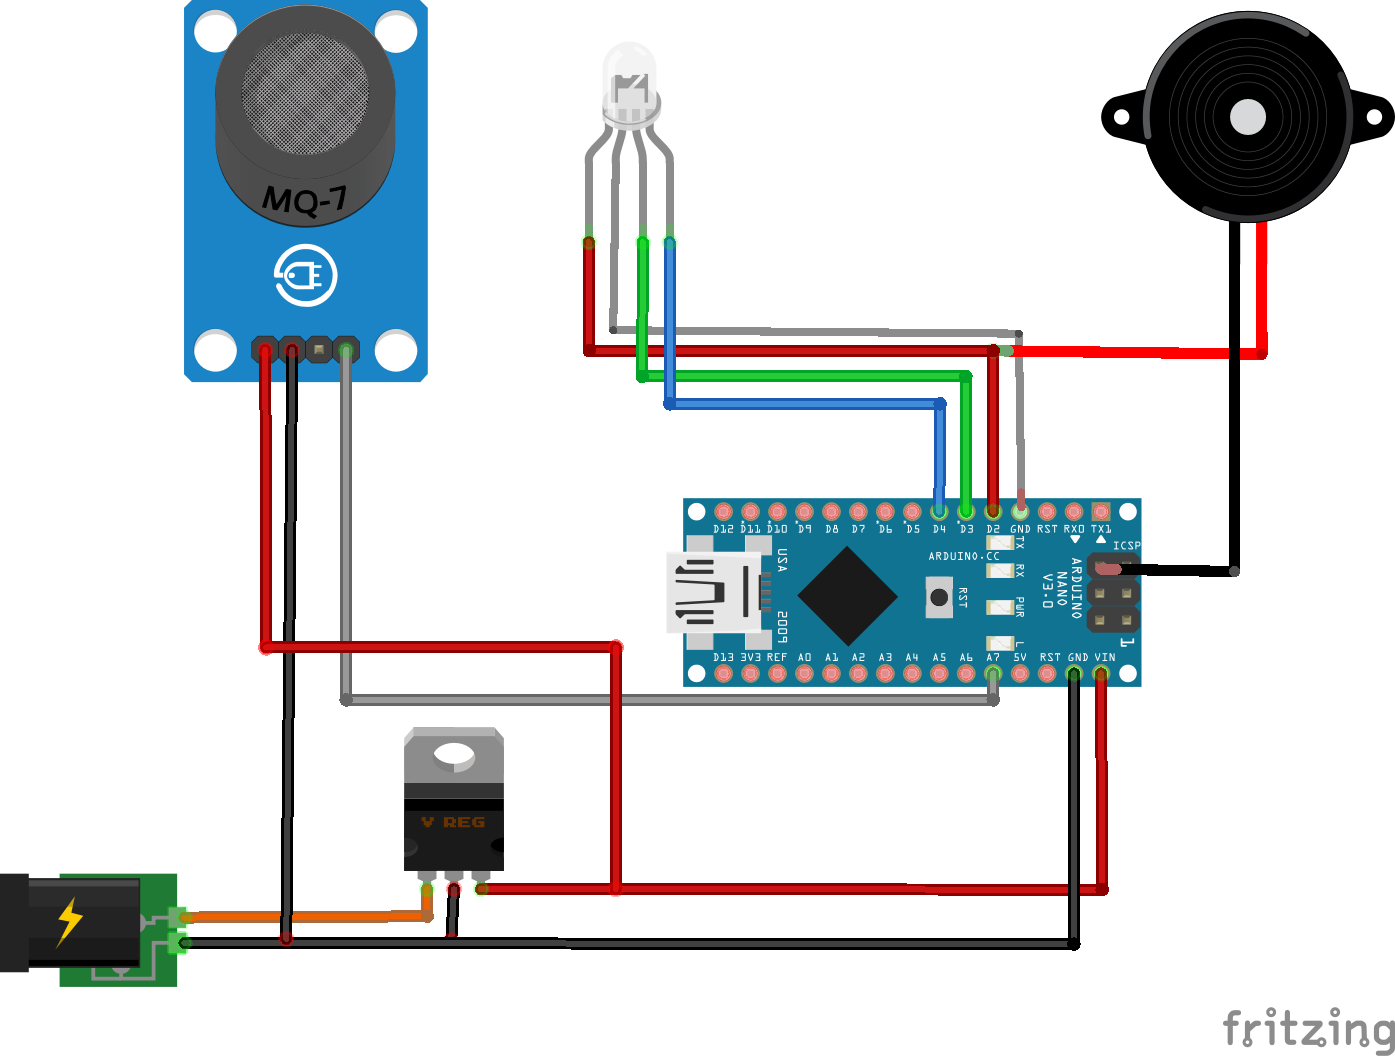 MQ-7
D12 D11 D10 D9 D8 D7 D6 D5 D4 D3 D2 GND RST RX0 TX1
ICSP
ARDUINO.CC
TX
RX
PWR
L
RST
ARDUINO
NANO
V3.0
USA
2009
1
D13 3V3 REF A0 A1 A2 A3 A4 A5 A6 A7 5V RST GND VIN
V REG
fritzing